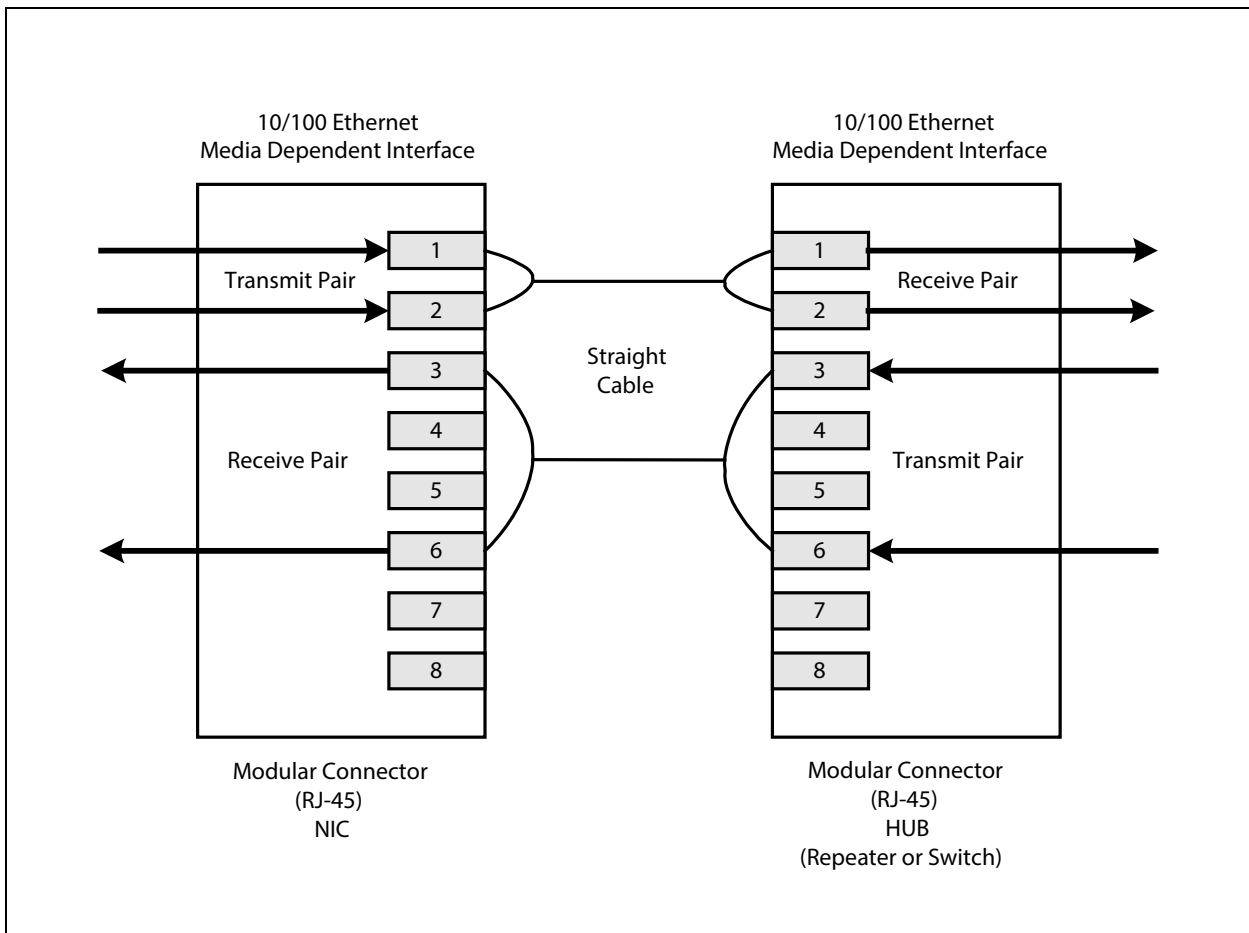 10/100 Ethernet
Media Dependent Interface
10/100 Ethernet
Media Dependent Interface
1
Transmit Pair
2
3
4
Receive Pair
5
6
7
8
Straight
Cable
1
Receive Pair
2
3
4
Transmit Pair
5
6
7
8
Modular Connector
(RJ-45)
NIC
Modular Connector
(RJ-45)
HUB
(Repeater or Switch)